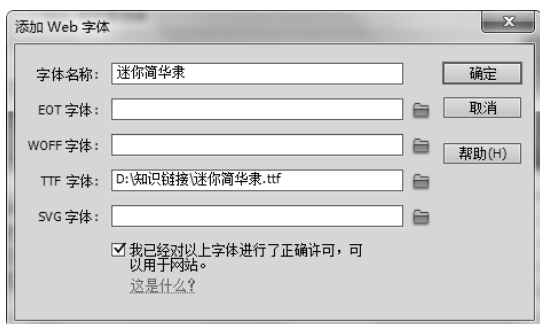 添加 Web 字体
字体名称： 迷你简华隶 确定
EOT 字体： 取消
WOFF 字体： 帮助(H)
TTF 字体： D:\知识链接\迷你简华隶.ttf
SVG 字体：
我已经对以上字体进行了正确许可，可
以用于网站。
这是什么?